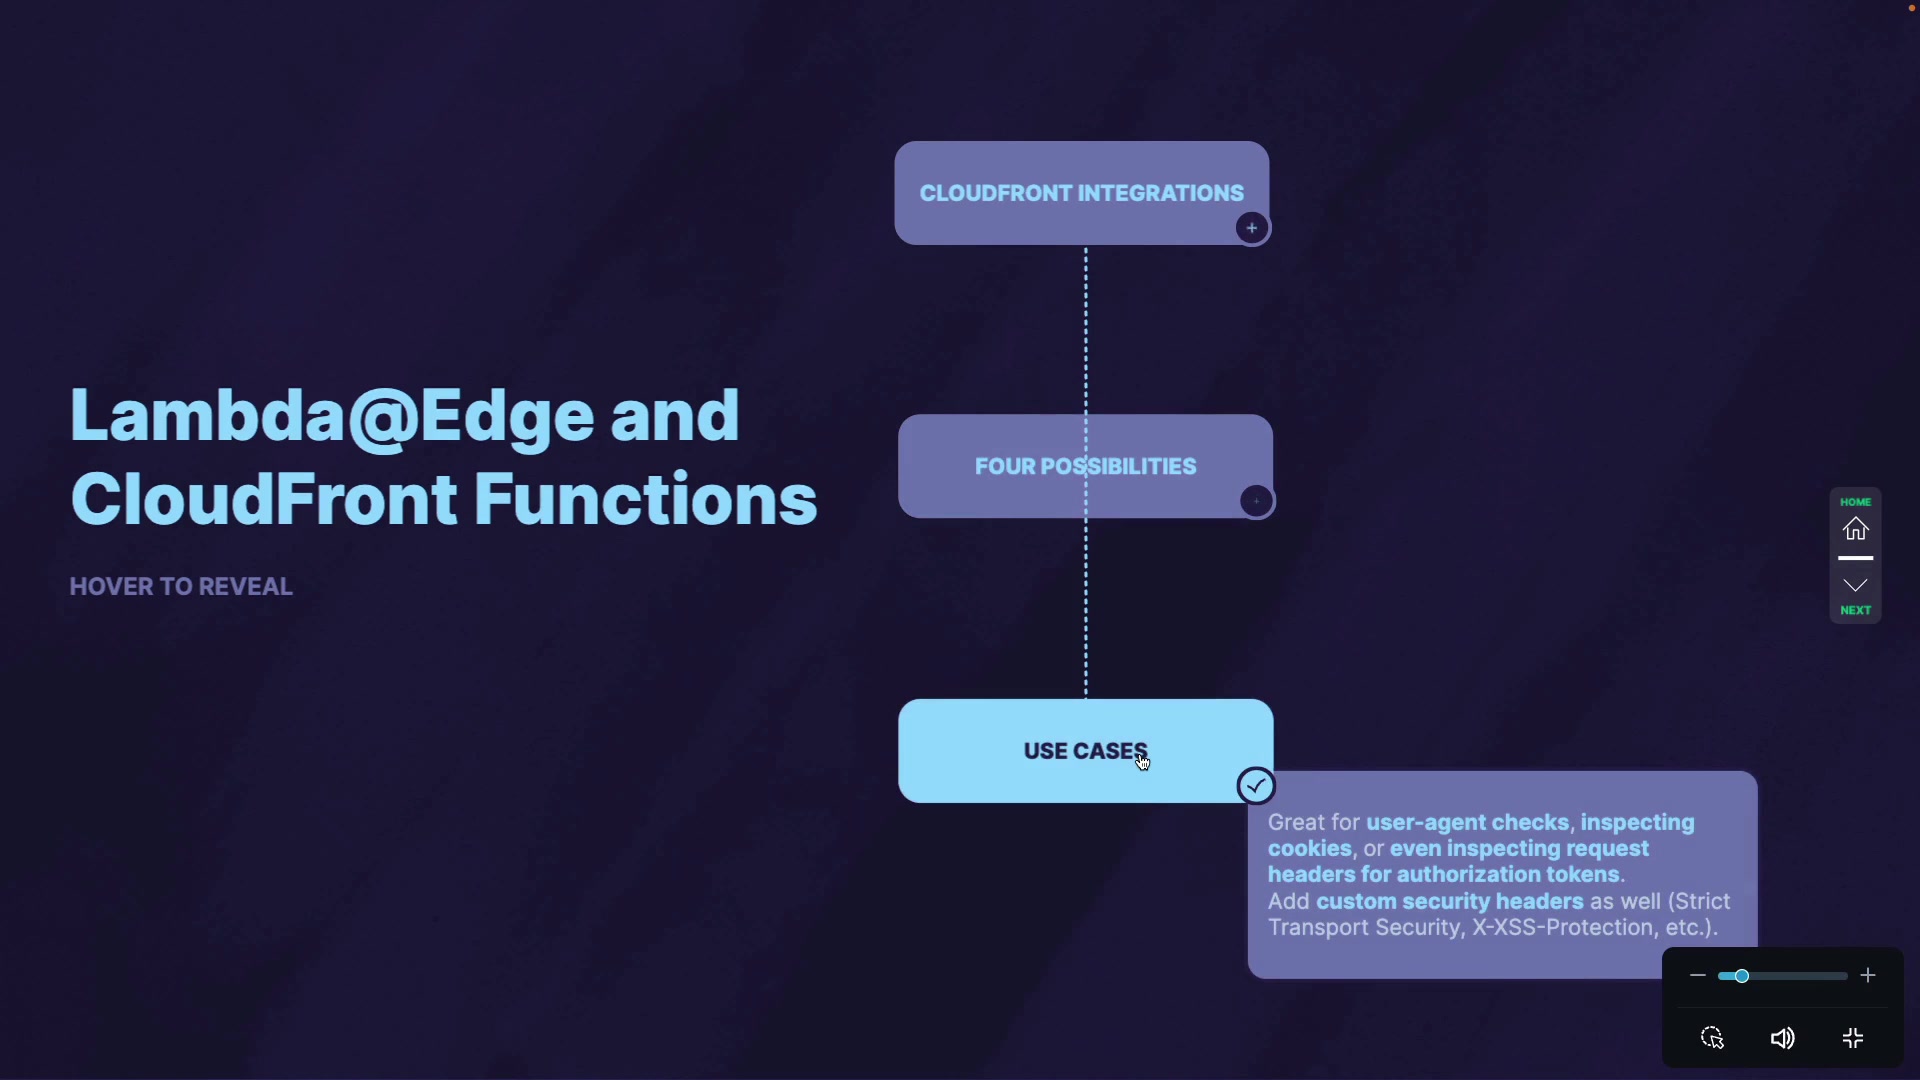 CLOUDFRONT INTEGRATIONS
Lambda@Edge and
CloudFront Functions
HOVER TO REVEAL
FOUR POSSIBILITIES
USE CASES
Great for user-agent checks, inspecting
cookies, or even inspecting request
headers for authorization tokens.
Add custom security headers as well (Strict
Transport Security, X-XSS-Protection, etc.).
HOME
NEXT